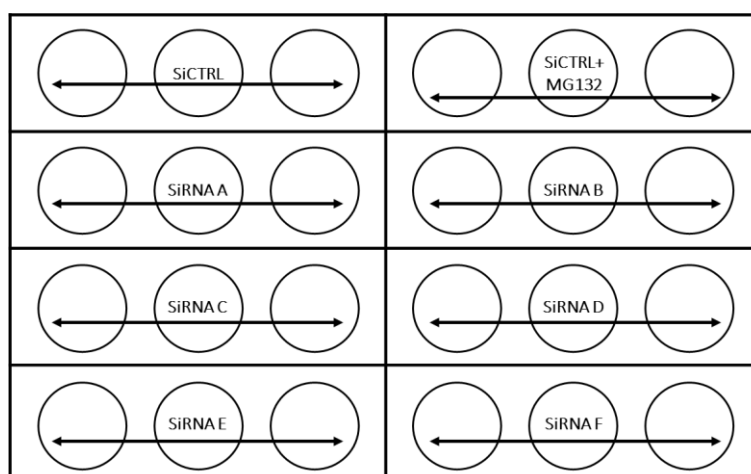 SiCTRL
SiCTRL+
MG132
SiRNA A
SiRNA B
SiRNA C
SiRNA D
SiRNA E
SiRNA F